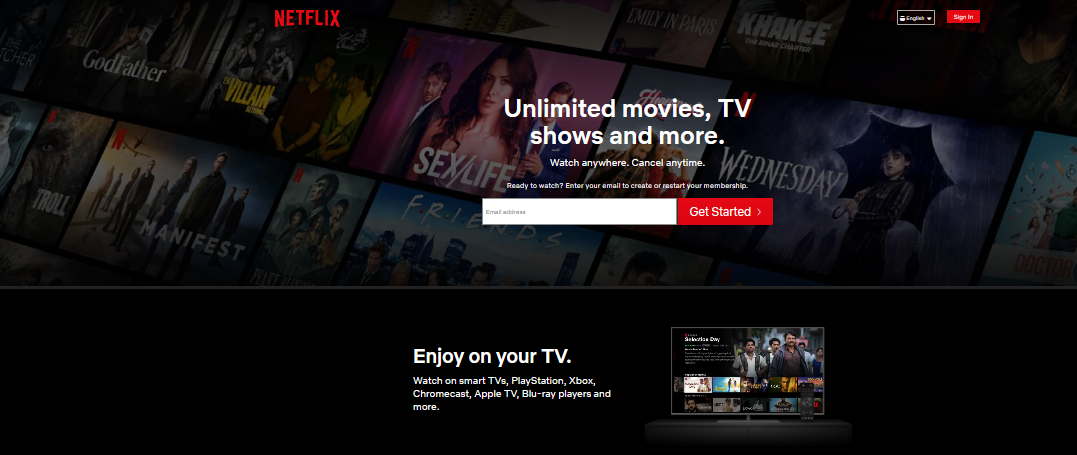 NETFLIX
English
Sign In
EMILY IN PARIS
KHAKEE
THE BIHAR CHAPTER
GodFather
VILLAIN
Unlimited movies, TV
shows and more.
Watch anywhere. Cancel anytime.
SEX/LIFE
WEDNESDAY
Ready to watch? Enter your email to create or restart your membership.
Email address
Get Started
TROLL
MANIFEST
FRIENDS
DOCTOR
Enjoy on your TV.
Watch on smart TVs, PlayStation, Xbox,
Chromecast, Apple TV, Blu-ray players and
more.
Selection Day